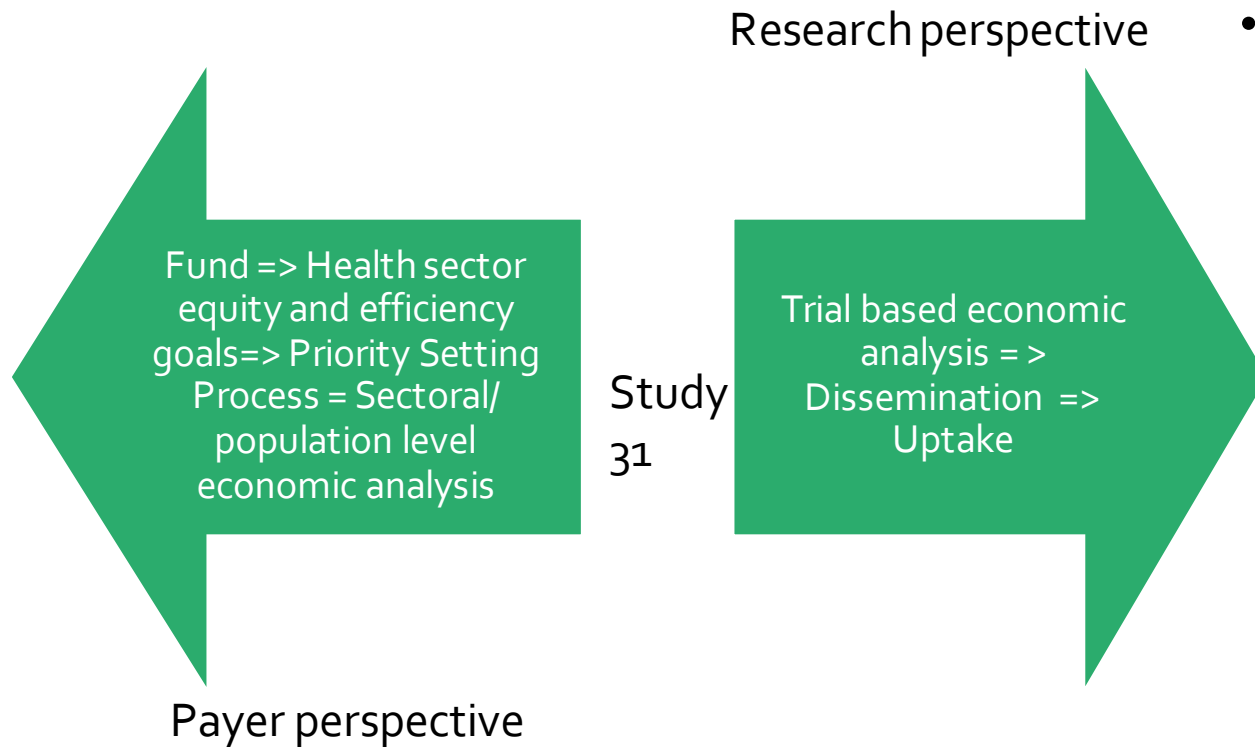 Research perspective •
Fund => Health sector
equity and efficiency
goals=> Priority Setting
Process = Sectoral/
population level
economic analysis
Study
31
Trial based economic
analysis = >
Dissemination =>
Uptake
Payer perspective